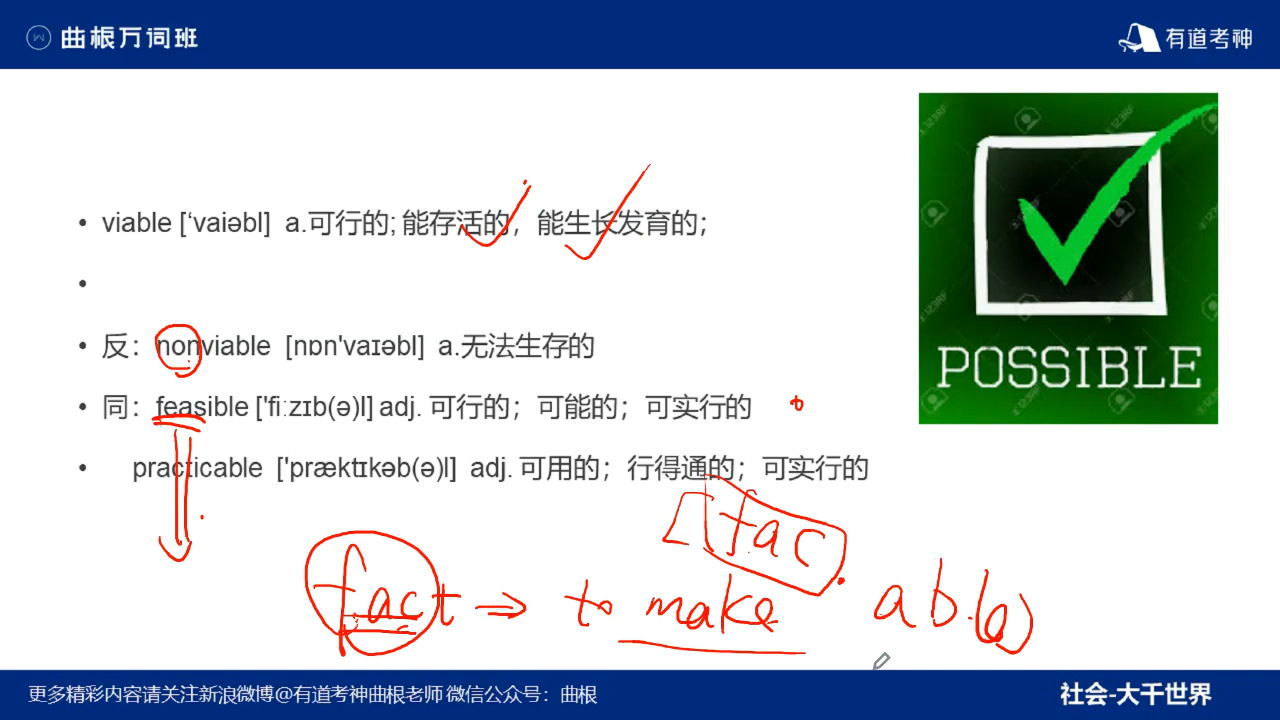 曲根万词班
有道考神
• viable [‘vaiəbl] a.可行的; 能存活的，能生长发育的；
•
• 反：nonviable [nɒn'vaɪəbl] a.无法生存的
• 同：feasible ['fiːzɪb(ə)l] adj. 可行的；可能的；可实行的
• practicable ['præktɪkəb(ə)l] adj. 可用的；行得通的；可实行的
POSSIBLE
fac
fact ⇒ to make able
更多精彩内容请关注新浪微博@有道考神曲根老师 微信公众号：曲根
社会-大千世界